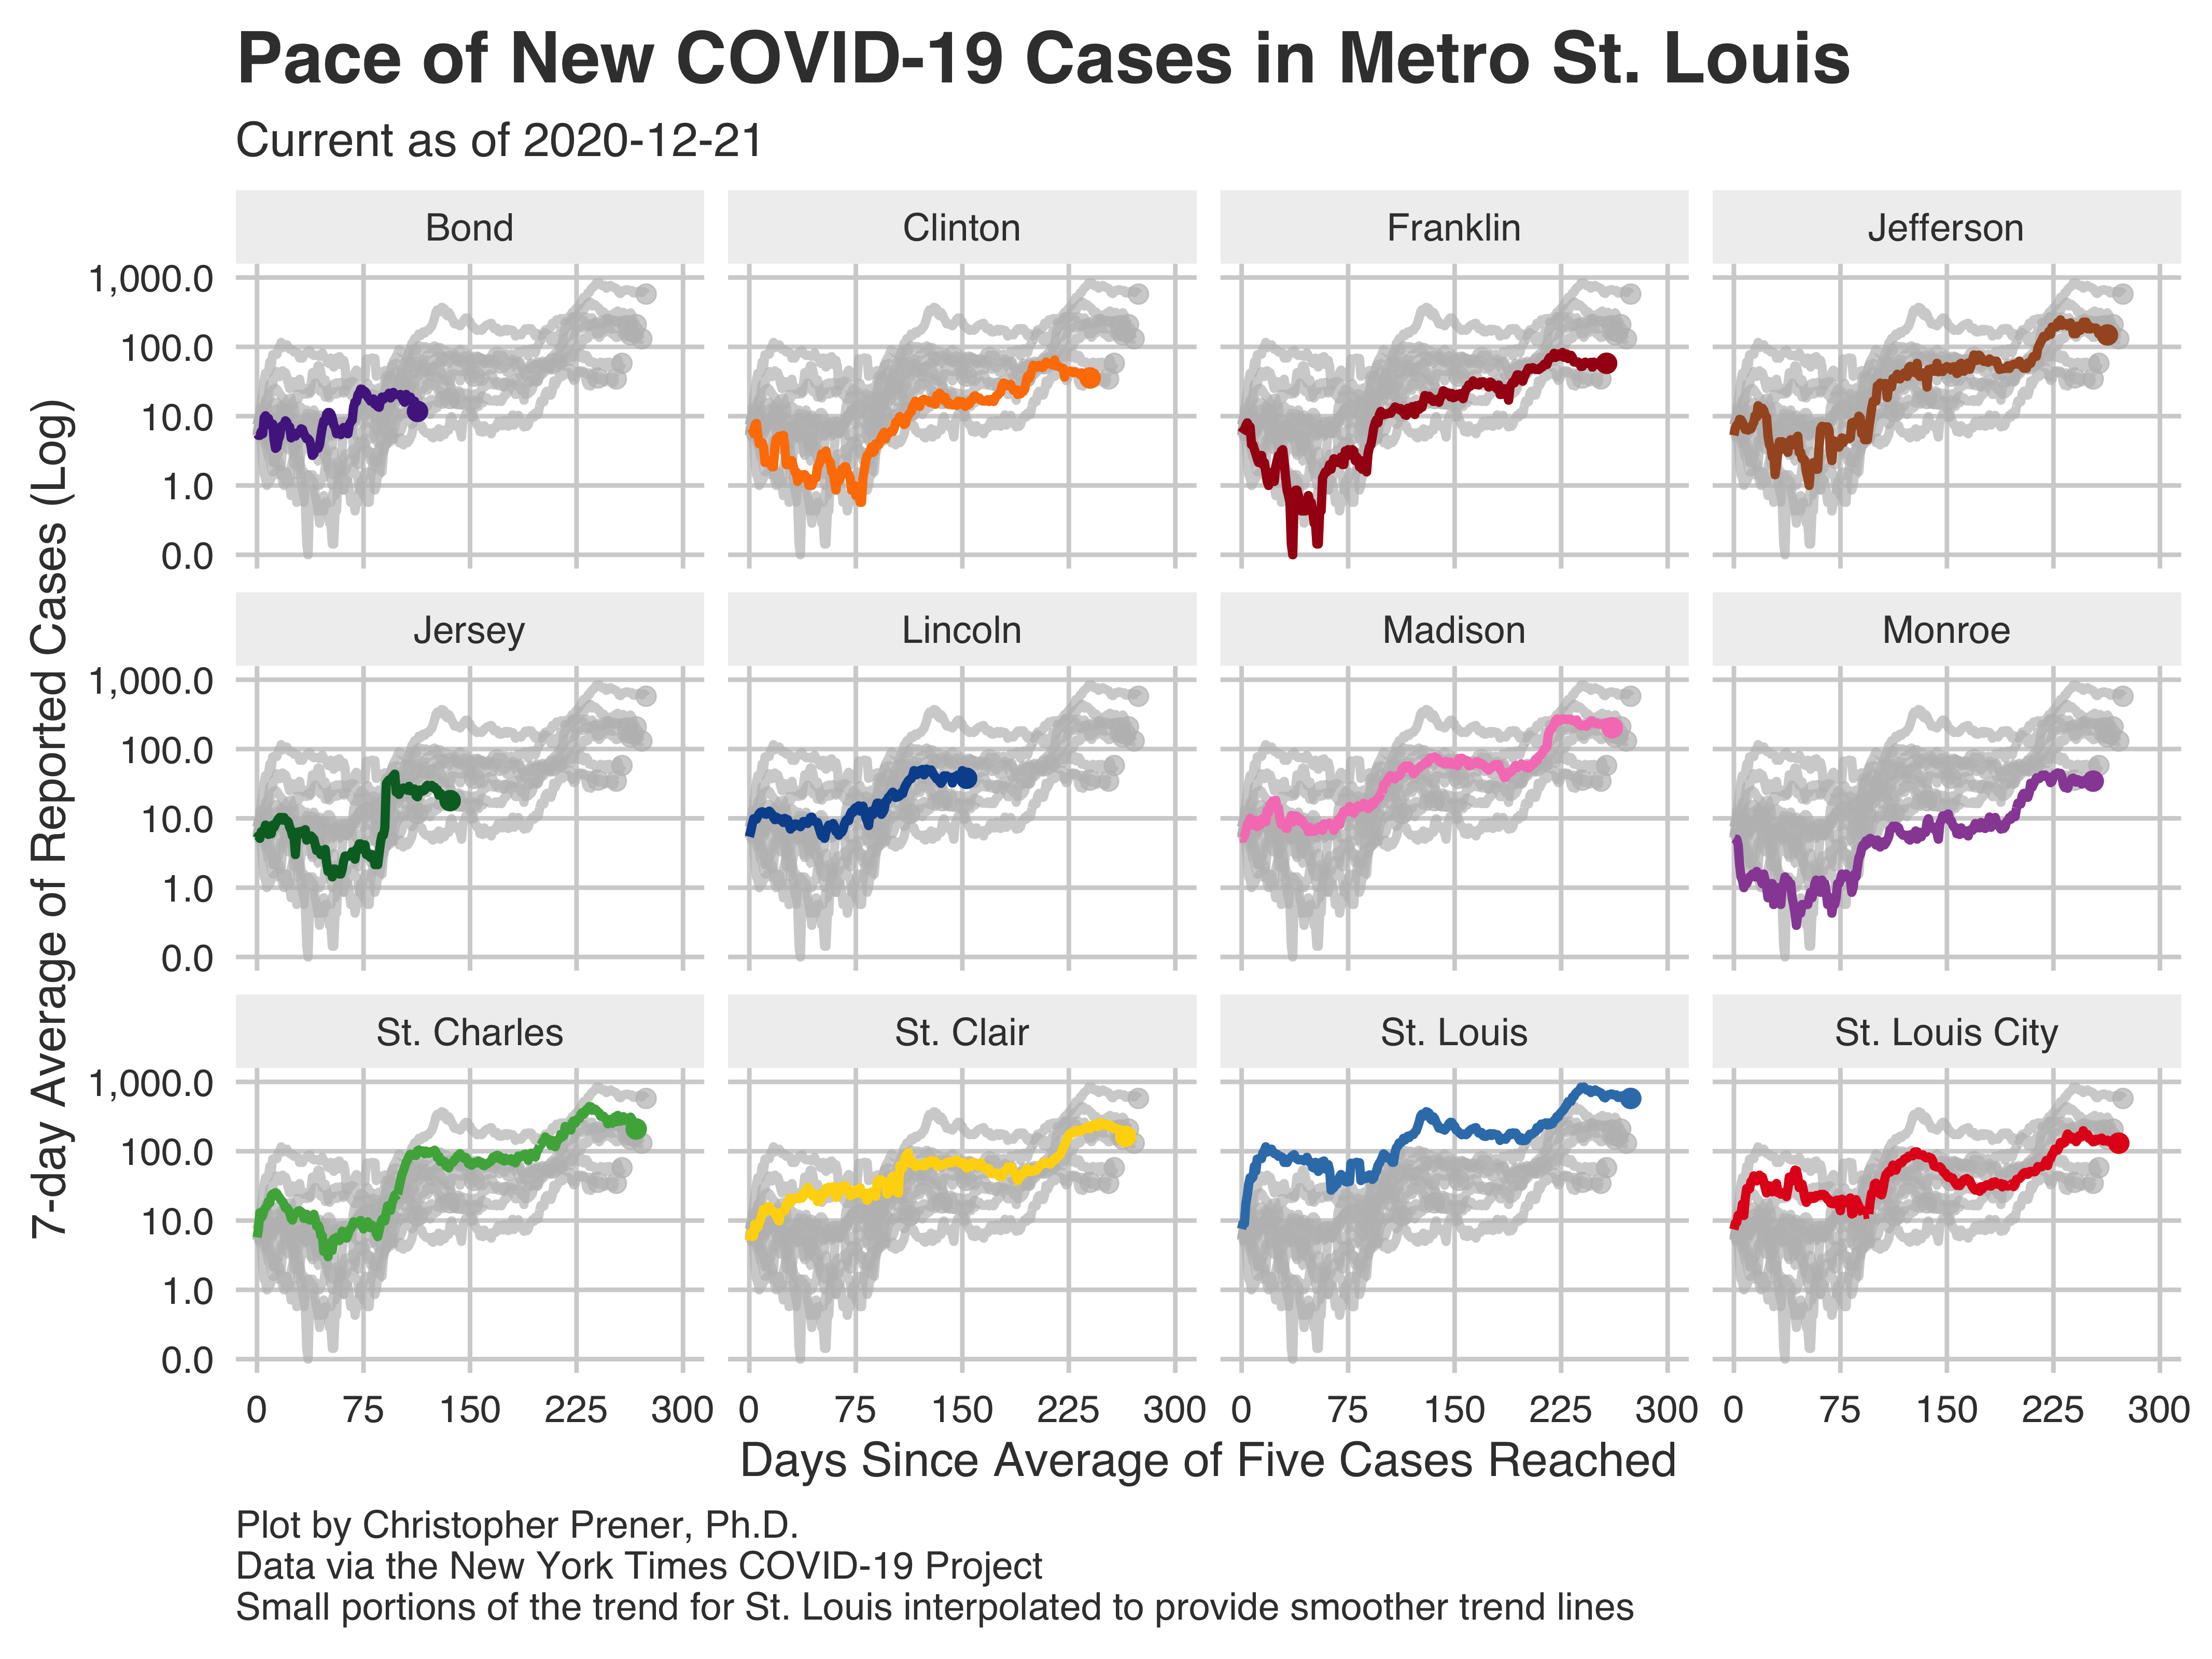 Pace of New COVID-19 Cases in Metro St. Louis
Current as of 2020-12-21
7-day Average of Reported Cases (Log)
Bond
Clinton
Franklin
Jefferson
1,000.0
100.0
10.0
1.0
0.0
Jersey
Lincoln
Madison
Monroe
1,000.0
100.0
10.0
1.0
0.0
St. Charles
St. Clair
St. Louis
St. Louis City
1,000.0
100.0
10.0
1.0
0.0
0 75 150 225 300 0 75 150 225 300 0 75 150 225 300 0 75 150 225 300
Days Since Average of Five Cases Reached
Plot by Christopher Prener, Ph.D.
Data via the New York Times COVID-19 Project
Small portions of the trend for St. Louis interpolated to provide smoother trend lines